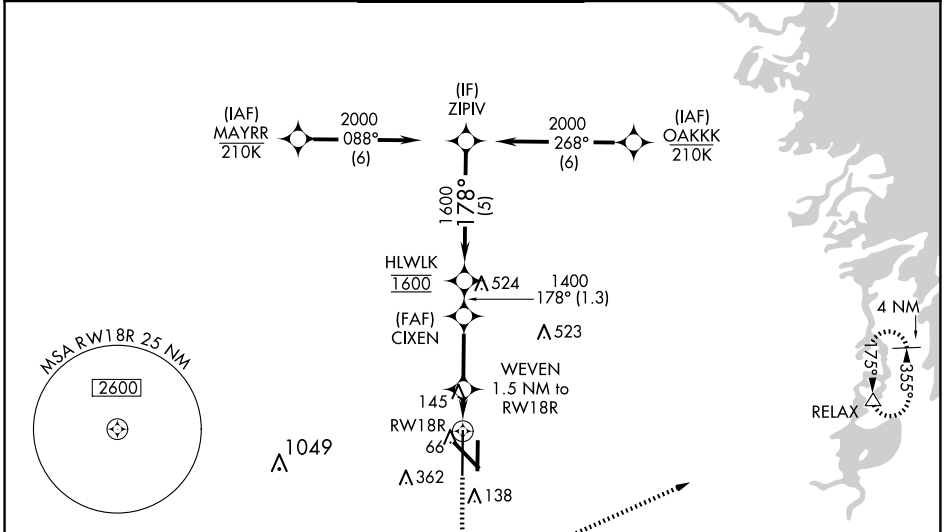 (IF)
ZIPIV
(IAF)
MAYRR
210K
2000
088°
(6)
2000
268°
(6)
(IAF)
OAKKK
210K
1600
178°
(5)
HLWLK
1600
524
1400
178° (1.3)
(FAF)
CIXEN
523
4 NM
175°
355°
RELAX
MSA RW18R 25 NM
2600
WEVEN
1.5 NM to
RW18R
145
RW18R
66
1049
362
138